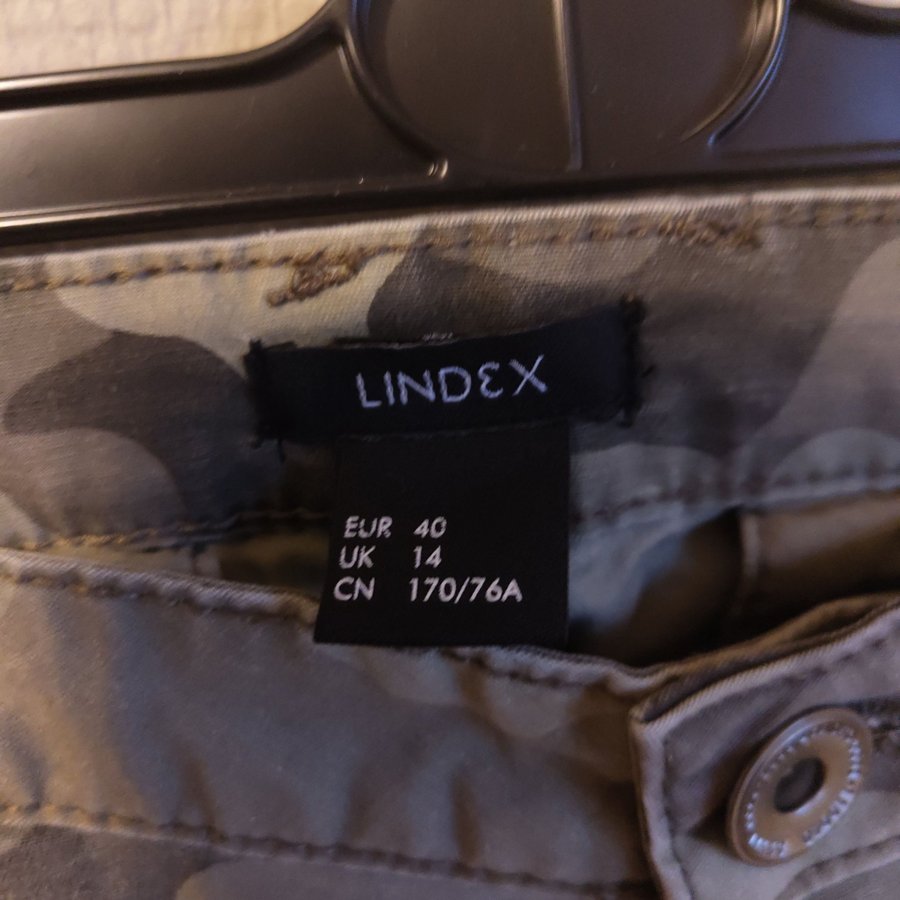 LINDEX
EUR 40
UK 14
CN 170/76A